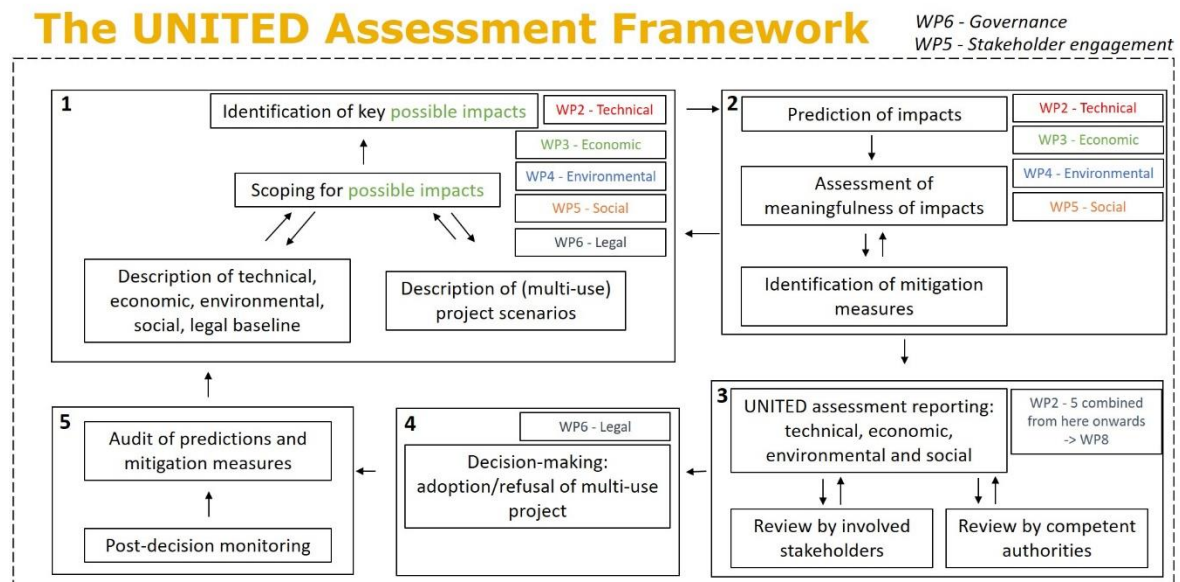 The UNITED Assessment Framework
WP6 - Governance
WP5 - Stakeholder engagement
1
Identification of key possible impacts
WP2 - Technical
WP3 - Economic
WP4 - Environmental
WP5 - Social
WP6 - Legal
Scoping for possible impacts
Description of technical,
economic, environmental,
social, legal baseline
Description of (multi-use)
project scenarios
2
Prediction of impacts
WP2 - Technical
WP3 - Economic
WP4 - Environmental
WP5 - Social
Assessment of
meaningfulness of impacts
Identification of mitigation
measures
3
UNITED assessment reporting:
technical, economic,
environmental and social
WP2 - 5 combined
from here onwards
-> WP8
Review by involved
stakeholders
Review by competent
authorities
4
WP6 - Legal
Decision-making:
adoption/refusal of multi-use
project
5
Audit of predictions and
mitigation measures
Post-decision monitoring